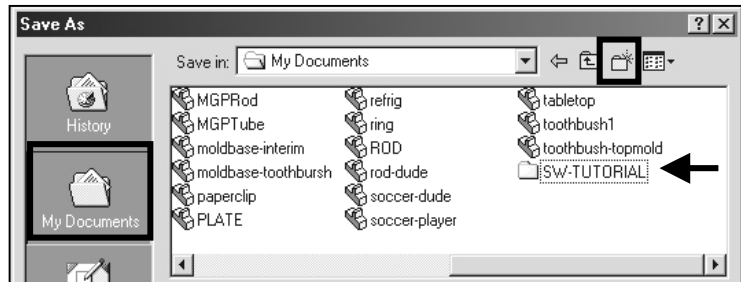 Save As
Save in: My Documents
History
My Documents
MGPRod
MGPTube
moldbase-interim
moldbase-toothbursh
paperclip
PLATE
refrig
ring
ROD
rod-dude
soccer-dude
soccer-player
tabletop
toothbush1
toothbush-topmold
SW-TUTORIAL